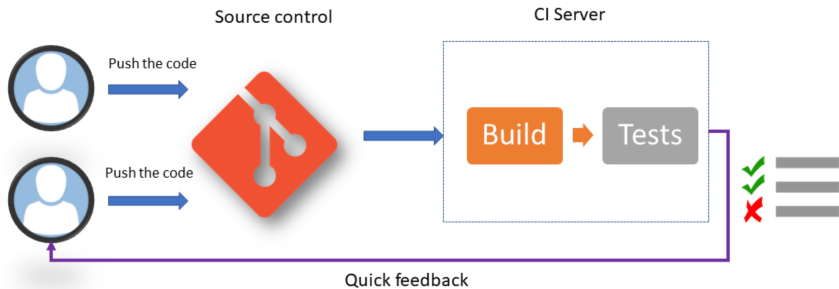 Source control
CI Server
Push the code
Build
Tests
Push the code
Quick feedback